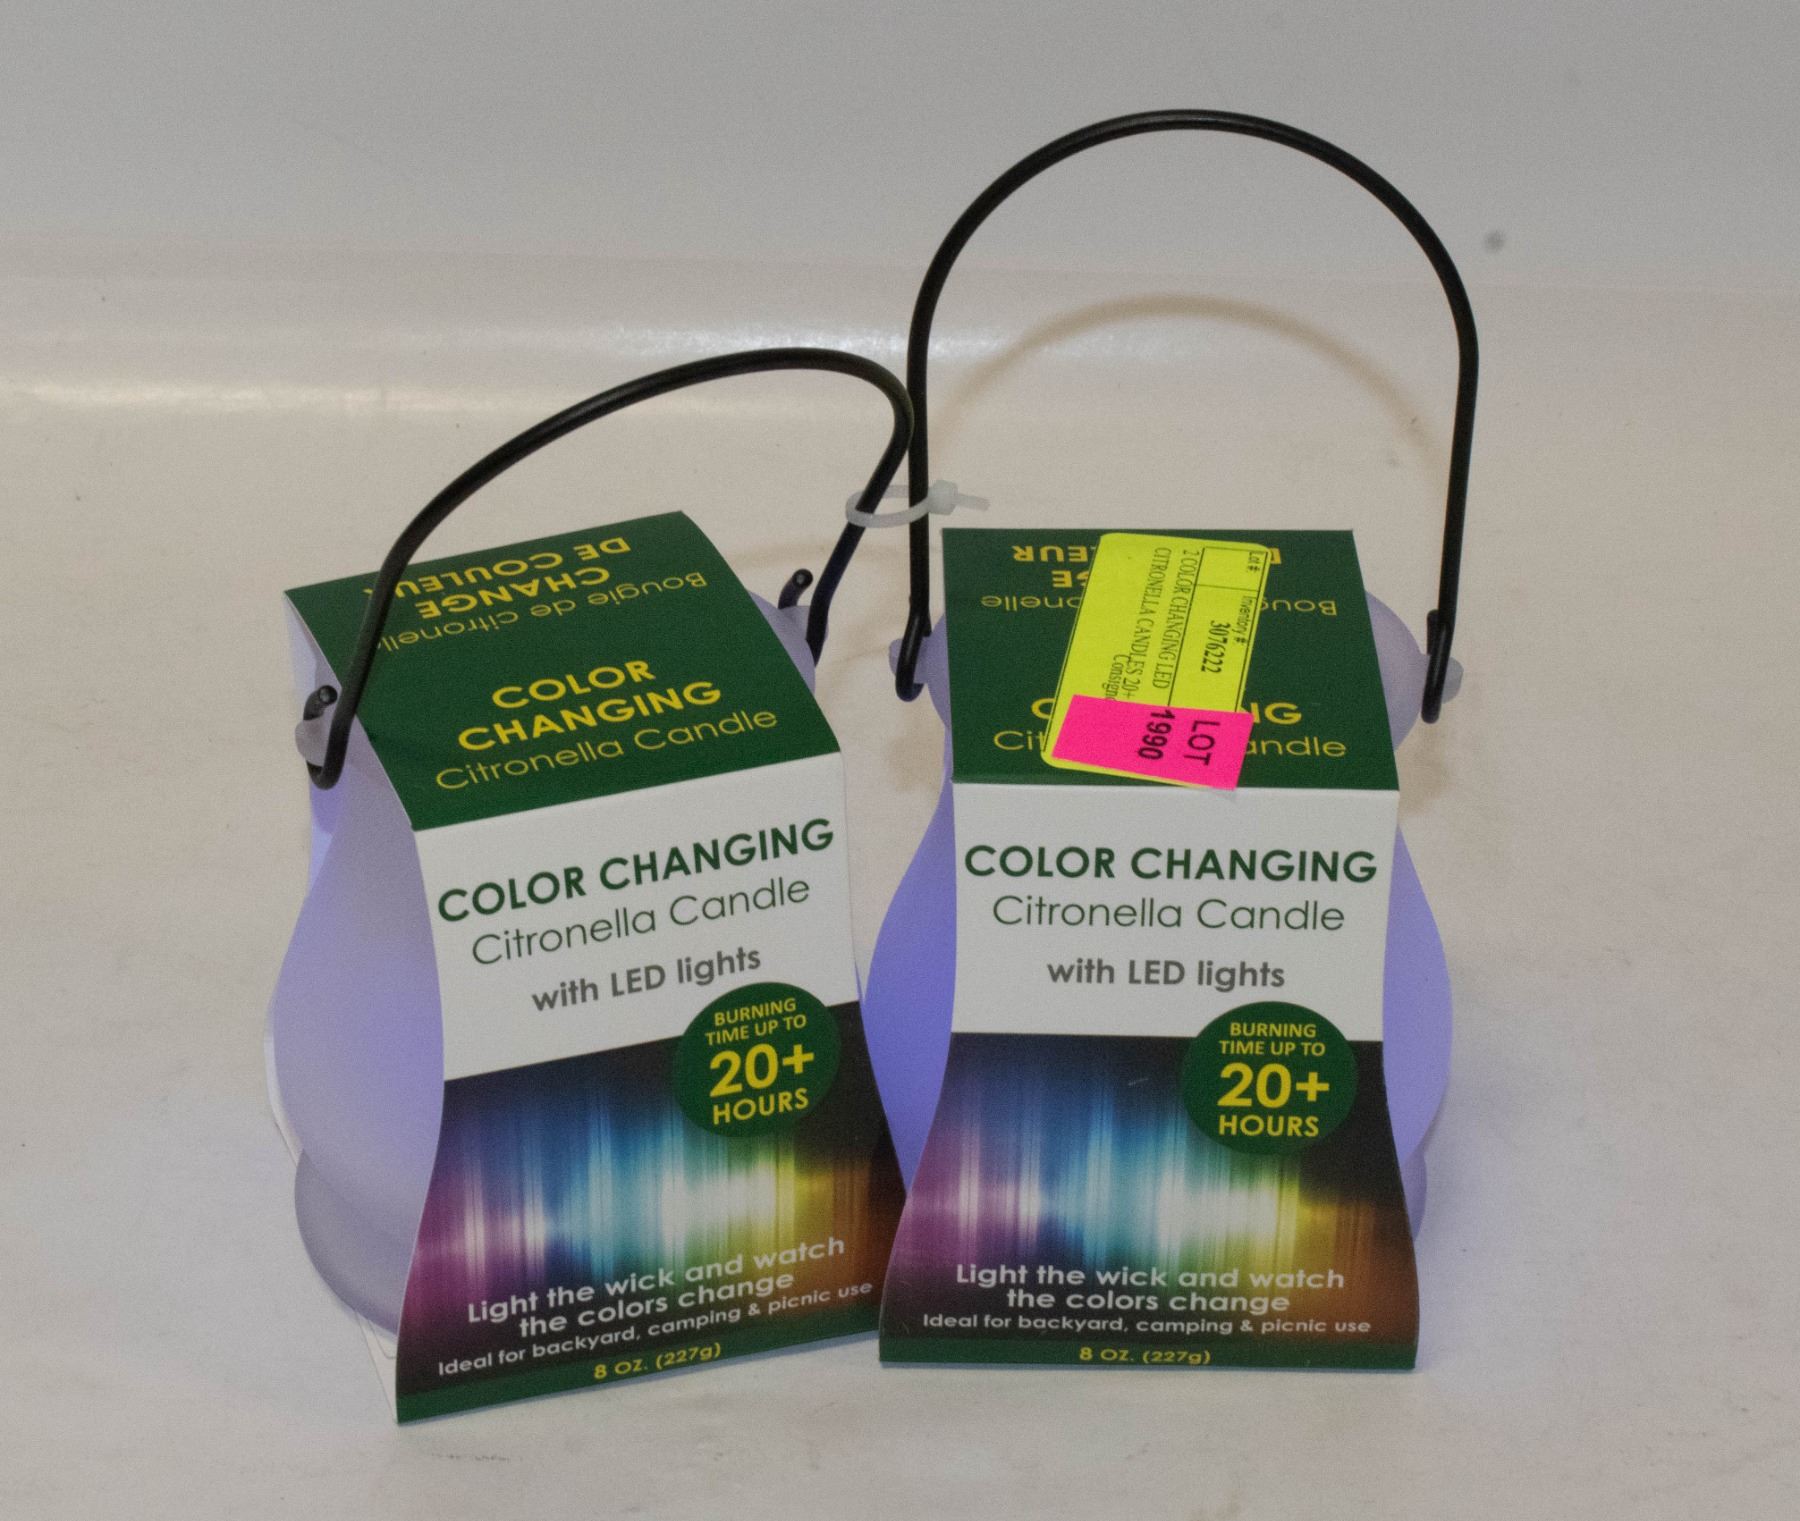 DE COULEUR
CHANGE
Bougie de citronelle
COLOR
CHANGING
Citronella Candle
COLOR CHANGING
Citronella Candle
with LED lights
BURNING
TIME UP TO
20+
HOURS
Light the wick and watch
the colors change
Ideal for backyard, camping & picnic use
8 OZ. (227g)
Lot #
Inventory #
3076222
2 COLOR CHANGING LED
CITRONELLA CANDLES 20+
LOT
1990
COLOR CHANGING
Citronella Candle
with LED lights
BURNING
TIME UP TO
20+
HOURS
Light the wick and watch
the colors change
Ideal for backyard, camping & picnic use
8 OZ. (227g)